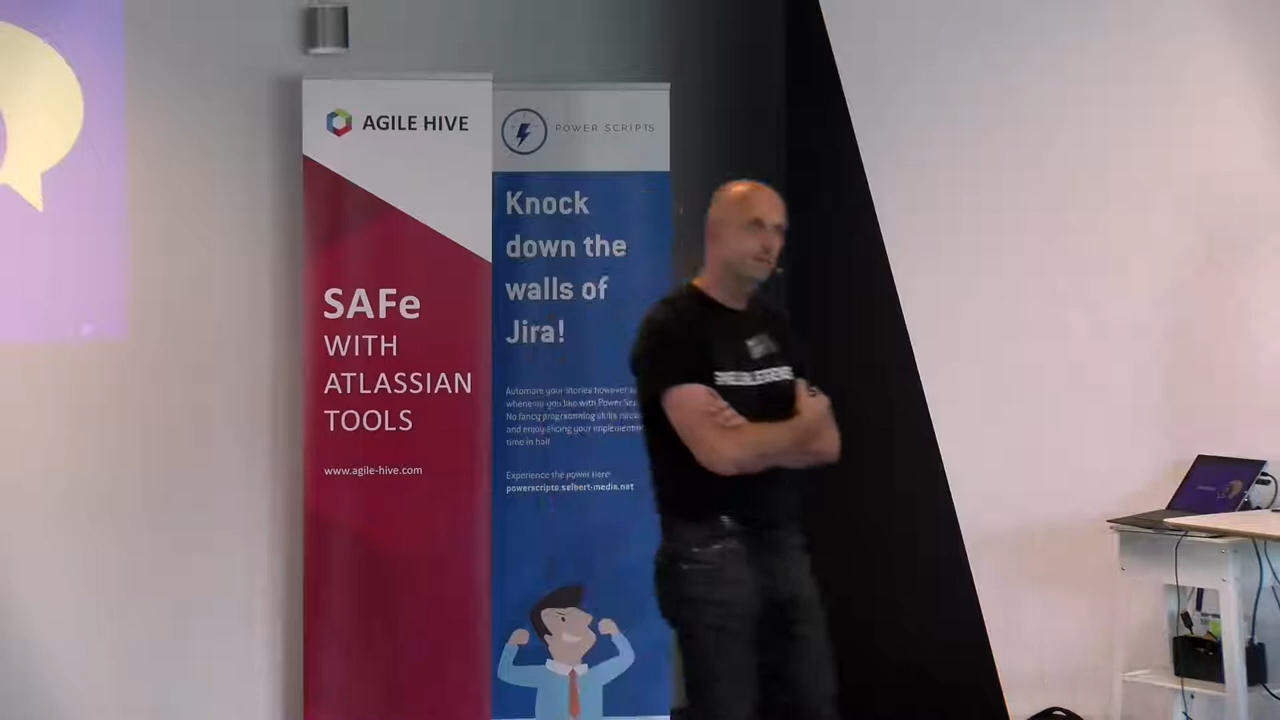 AGILE HIVE
SAFe
WITH
ATLASSIAN
TOOLS
www.agile-hive.com
POWER SCRIPTS
Knock
down the
walls of
Jira!
Automate your stories however
whenever you like with Power
No fancy programming skills
and enjoy slicing your
time in half
Experience the power here:
powerscripts.seibert-media.net